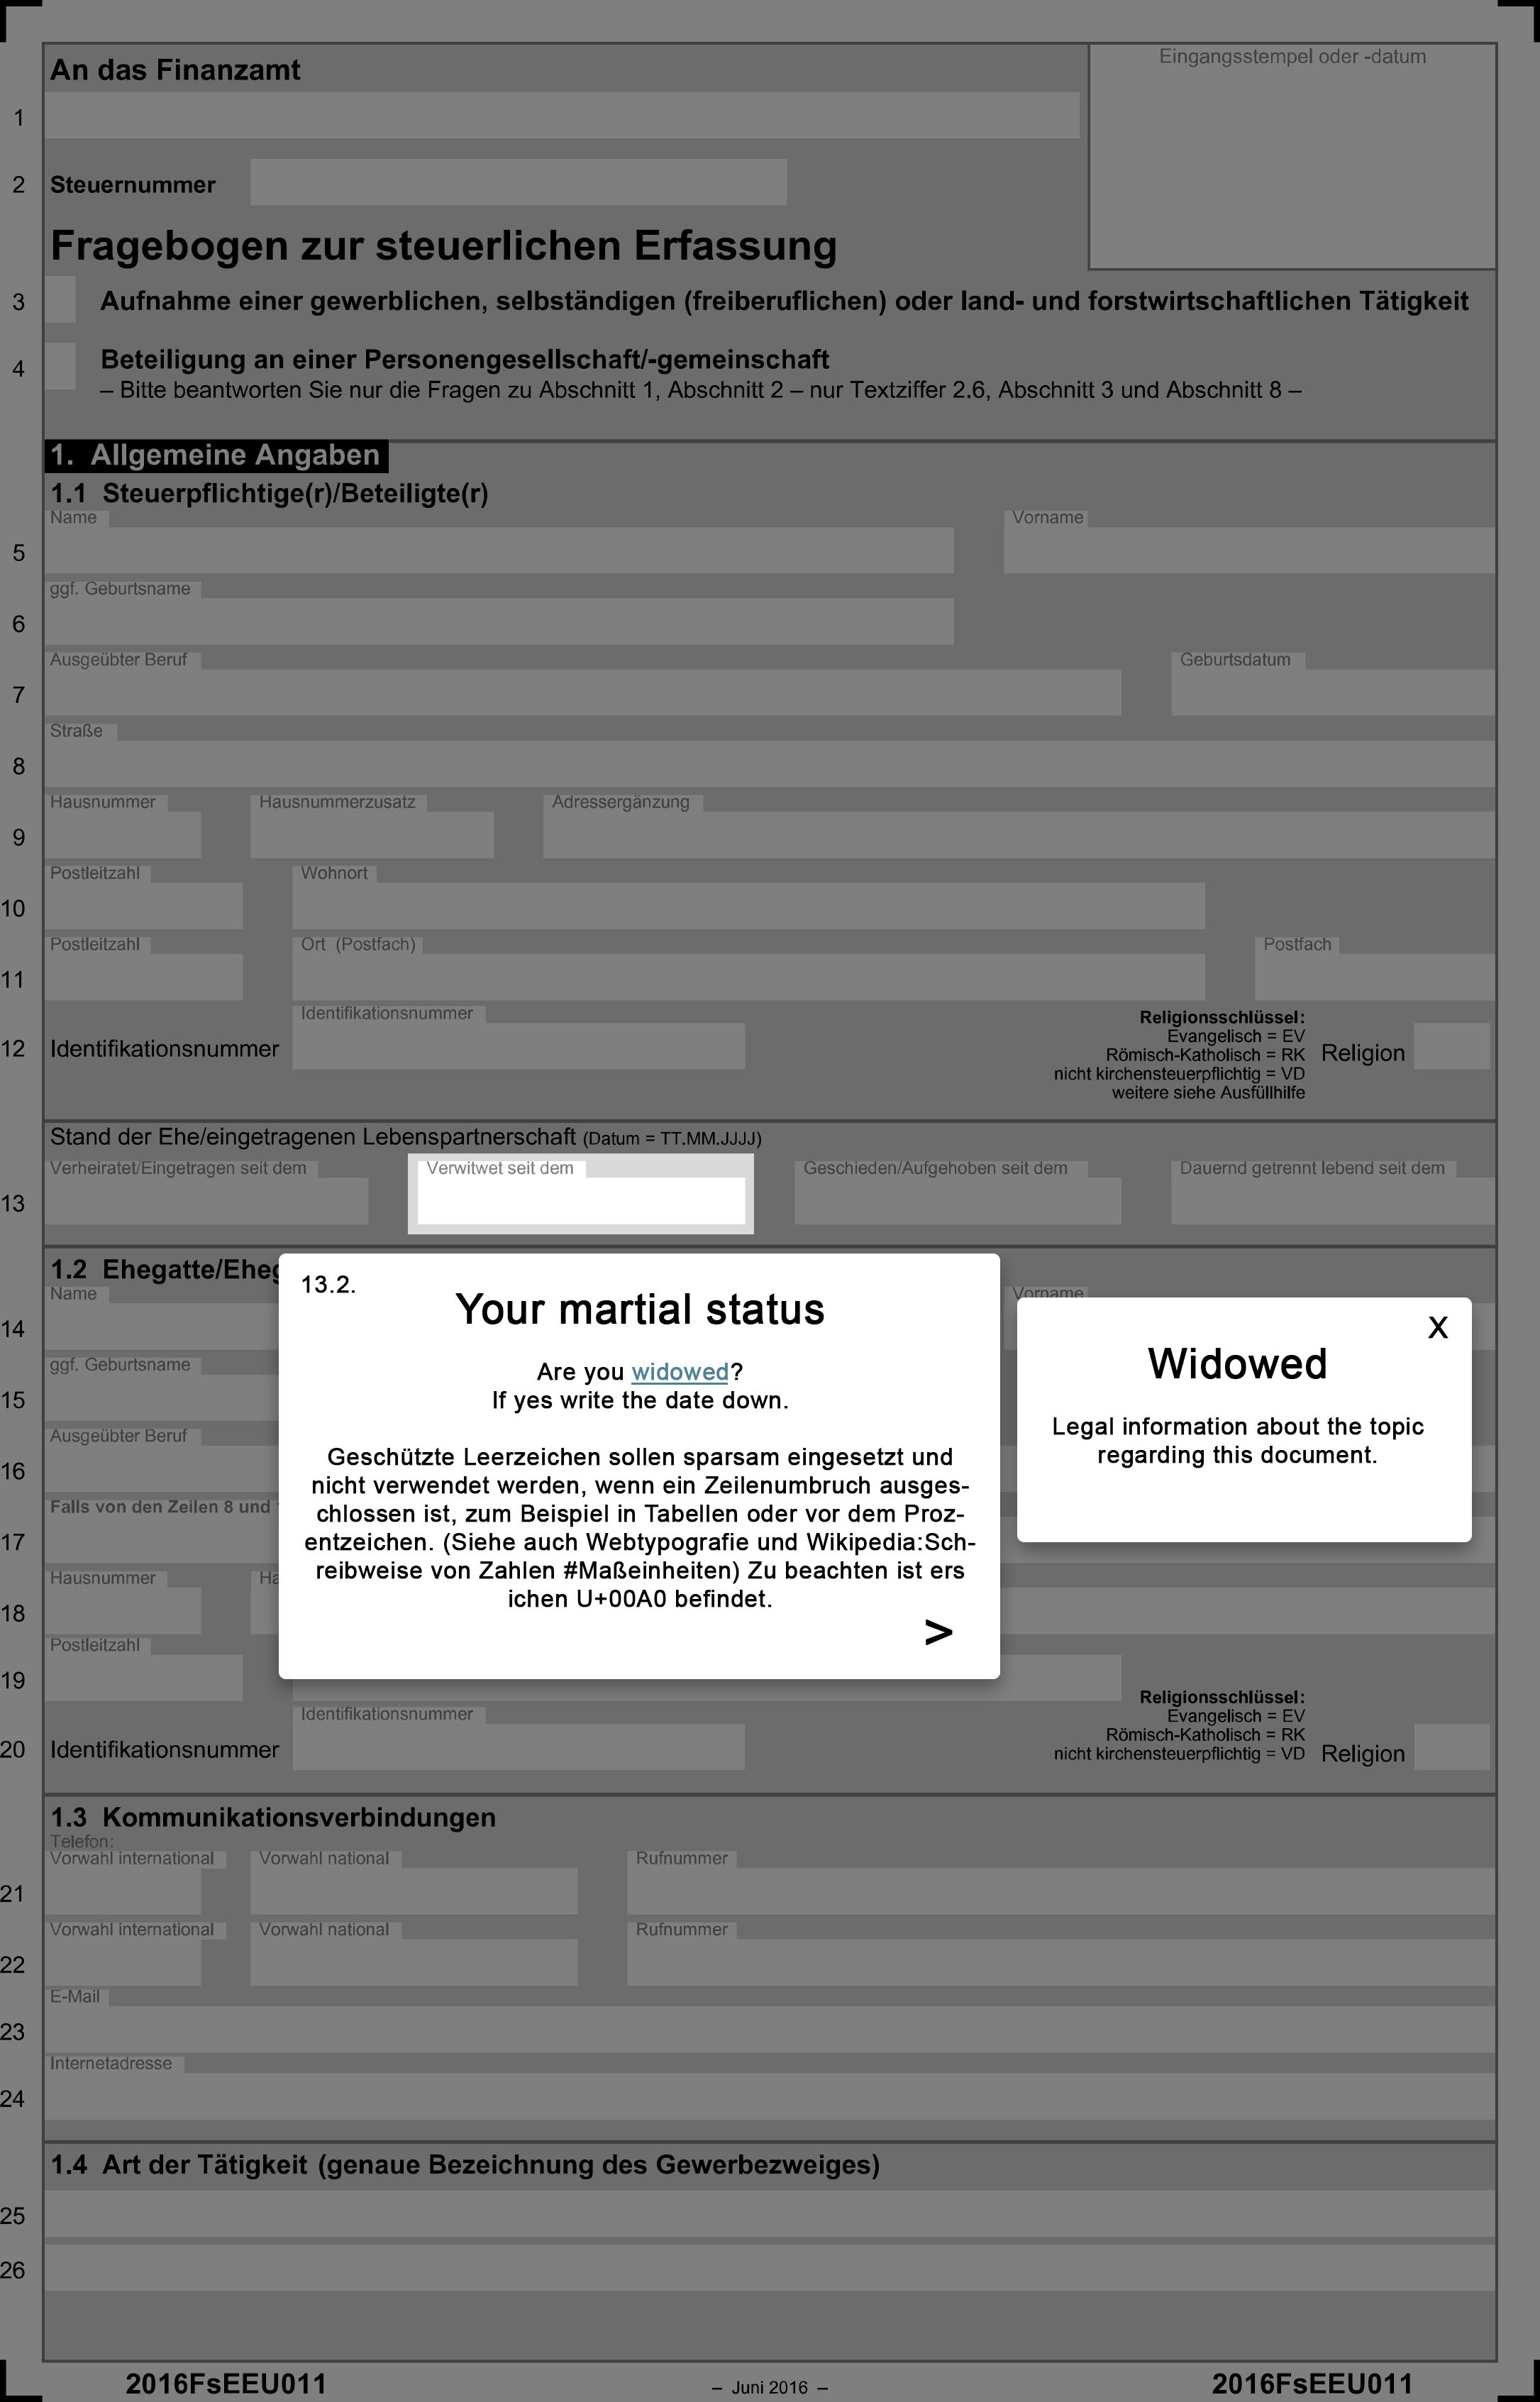 An das Finanzamt
Eingangsstempel oder -datum
1
2 Steuernummer
Fragebogen zur steuerlichen Erfassung
3 Aufnahme einer gewerblichen, selbständigen (freiberuflichen) oder land- und forstwirtschaftlichen Tätigkeit
4 Beteiligung an einer Personengesellschaft/-gemeinschaft
– Bitte beantworten Sie nur die Fragen zu Abschnitt 1, Abschnitt 2 – nur Textziffer 2.6, Abschnitt 3 und Abschnitt 8 –
1. Allgemeine Angaben
1.1 Steuerpflichtige(r)/Beteiligte(r)
Name Vorname
5
ggf. Geburtsname
6
Ausgeübter Beruf Geburtsdatum
7
Straße
8
Hausnummer Hausnummerzusatz Adressergänzung
9
Postleitzahl Wohnort
10
Postleitzahl Ort (Postfach) Postfach
11
Identifikationsnummer
12 Identifikationsnummer
Religionsschlüssel:
Evangelisch = EV
Römisch-Katholisch = RK
nicht kirchensteuerpflichtig = VD
weitere siehe Ausfüllhilfe
Religion
Stand der Ehe/eingetragenen Lebenspartnerschaft (Datum = TT.MM.JJJJ)
Verheiratet/Eingetragen seit dem Verwitwet seit dem Geschieden/Aufgehoben seit dem Dauernd getrennt lebend seit dem
13
1.2 Ehegatte/Eheg
Name Vorname
14
ggf. Geburtsname
15
Ausgeübter Beruf
16
Falls von den Zeilen 8 und
17
Hausnummer Ha
18
Postleitzahl
19
13.2.
Your martial status
Are you widowed?
If yes write the date down.
Geschützte Leerzeichen sollen sparsam eingesetzt und
nicht verwendet werden, wenn ein Zeilenumbruch ausges-
chlossen ist, zum Beispiel in Tabellen oder vor dem Proz-
entzeichen. (Siehe auch Webtypografie und Wikipedia:Sch-
reibweise von Zahlen #Maßeinheiten) Zu beachten ist ers
ichen U+00A0 befindet.
>
X
Widowed
Legal information about the topic
regarding this document.
Identifikationsnummer
20 Identifikationsnummer
Religionsschlüssel:
Evangelisch = EV
Römisch-Katholisch = RK
nicht kirchensteuerpflichtig = VD
Religion
1.3 Kommunikationsverbindungen
Telefon:
Vorwahl international Vorwahl national Rufnummer
21
Vorwahl international Vorwahl national Rufnummer
22
E-Mail
23
Internetadresse
24
1.4 Art der Tätigkeit (genaue Bezeichnung des Gewerbezweiges)
25
26
2016FsEEU011 – Juni 2016 – 2016FsEEU011